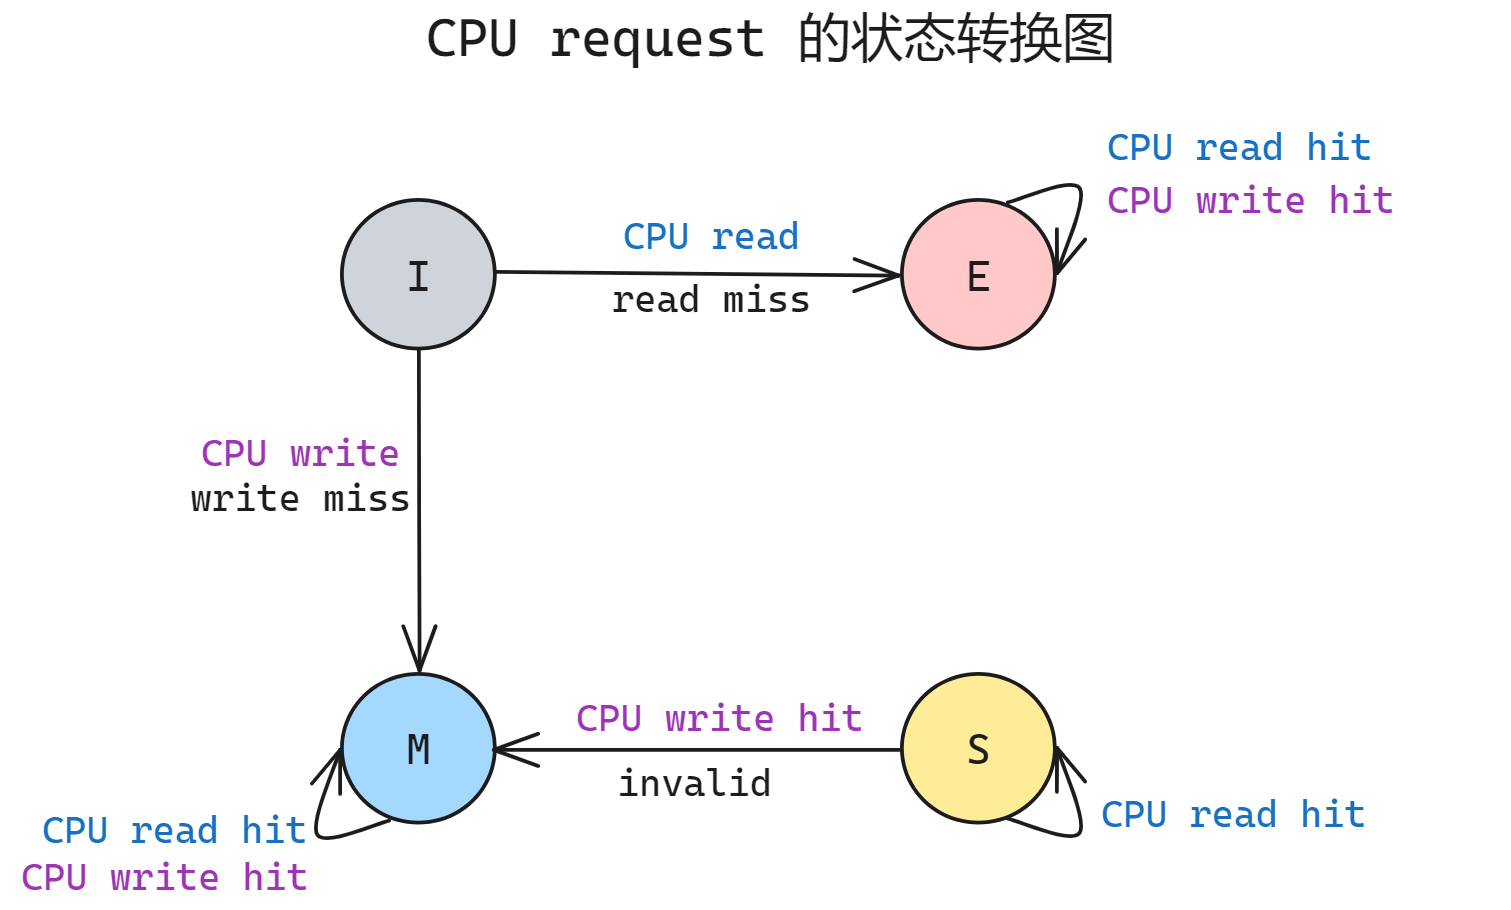 CPU request 的状态转换图
CPU read hit
CPU write hit
I
CPU read
read miss
E
CPU write
write miss
M
CPU write hit
invalid
S
CPU read hit
CPU write hit
CPU read hit